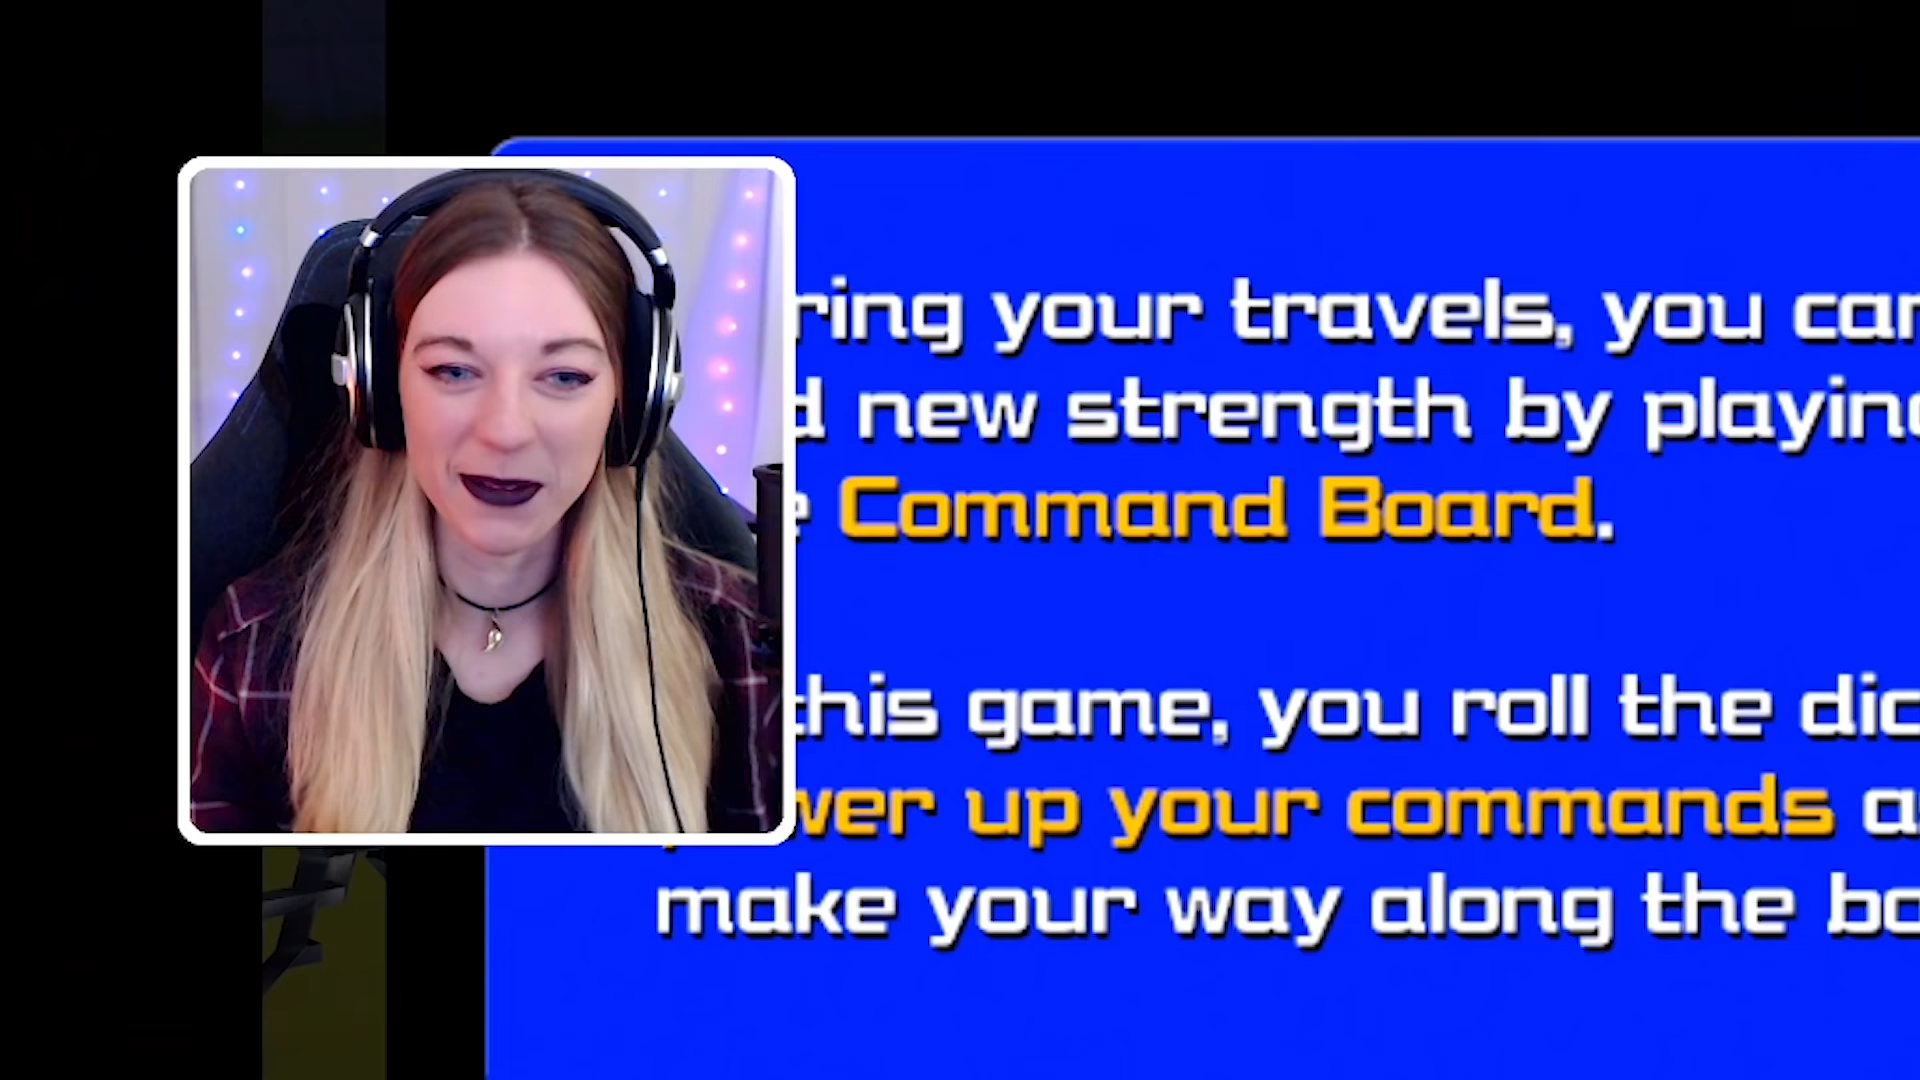 ring your travels, you can
d new strength by playing
e Command Board.
this game, you roll the dic
wer up your commands a
make your way along the bo